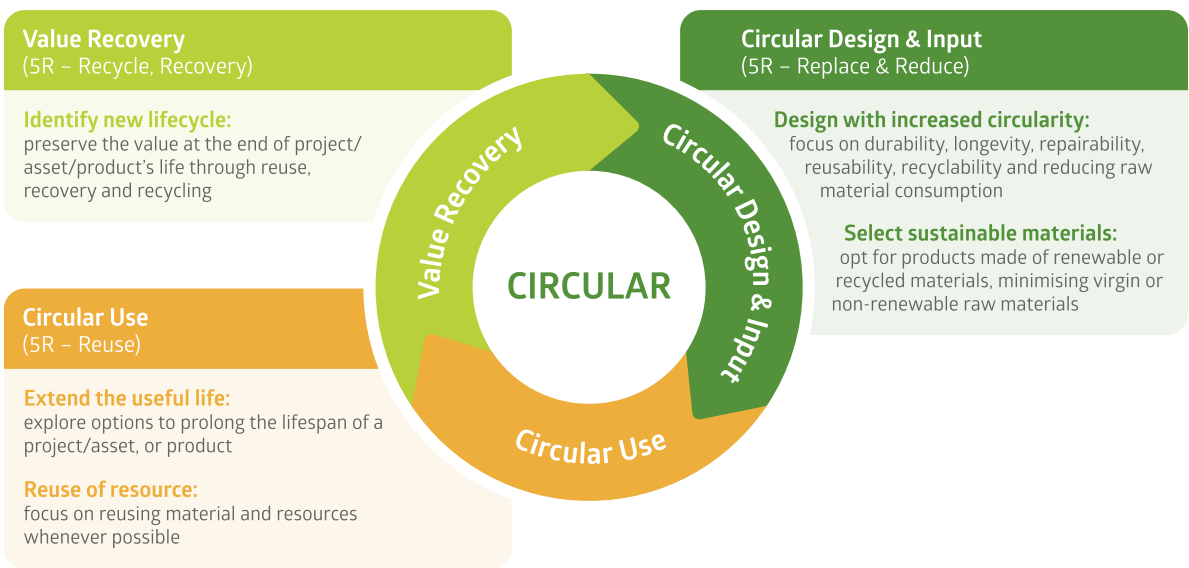 Value Recovery
(5R – Recycle, Recovery)
Identify new lifecycle:
preserve the value at the end of project/
asset/product's life through reuse,
recovery and recycling
Circular Design & Input
(5R – Replace & Reduce)
Design with increased circularity:
focus on durability, longevity, repairability,
reusability, recyclability and reducing raw
material consumption
Select sustainable materials:
opt for products made of renewable or
recycled materials, minimising virgin or
non-renewable raw materials
Circular Use
(5R – Reuse)
Extend the useful life:
explore options to prolong the lifespan of a
project/asset, or product
Reuse of resource:
focus on reusing material and resources
whenever possible
Value Recovery
Circular Design & Input
Circular Use
CIRCULAR